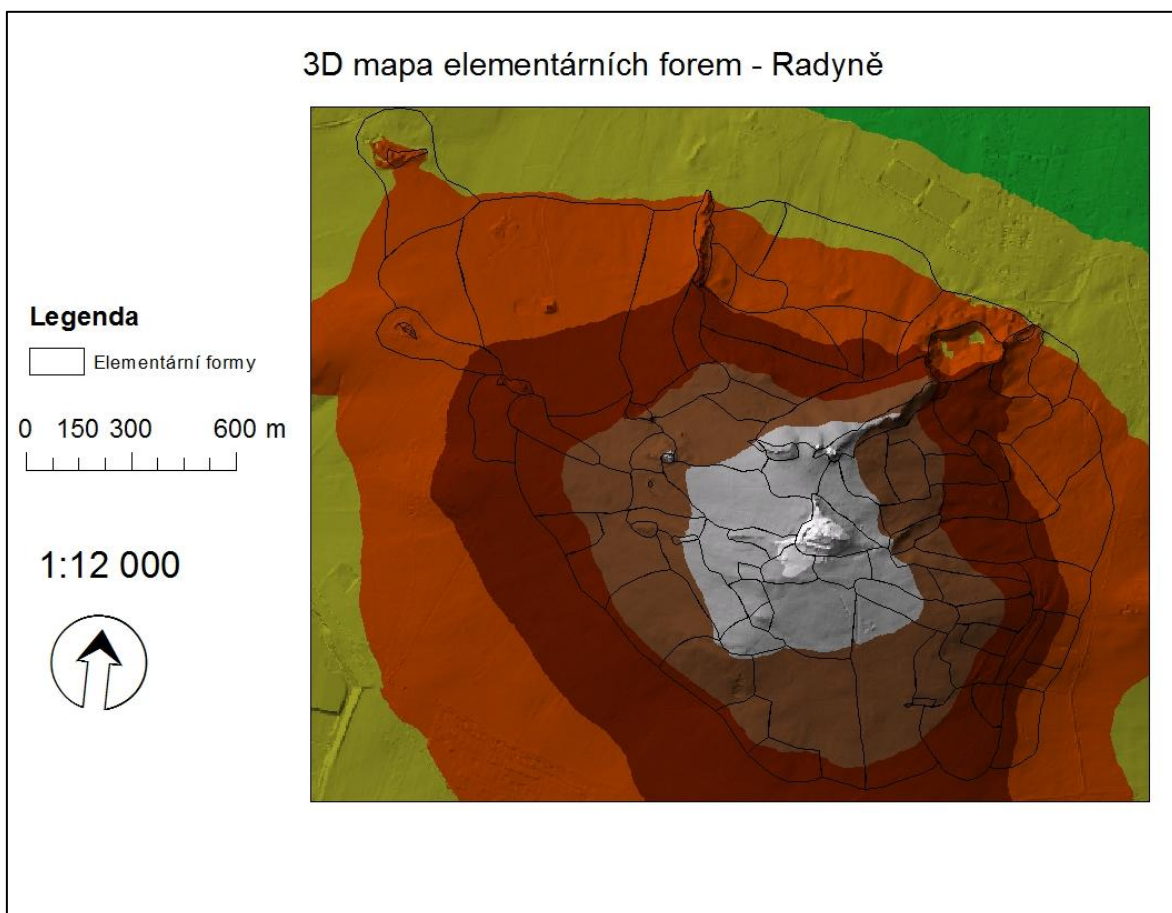 3D mapa elementárních forem - Radyně
Legenda
Elementární formy
0 150 300 600 m
1:12 000